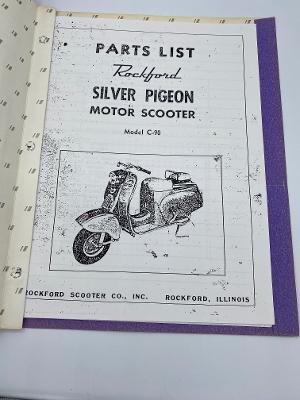 PARTS LIST
Rockford
SILVER PIGEON
MOTOR SCOOTER
Model C-90
ROCKFORD SCOOTER CO., INC. ROCKFORD, ILLINOIS